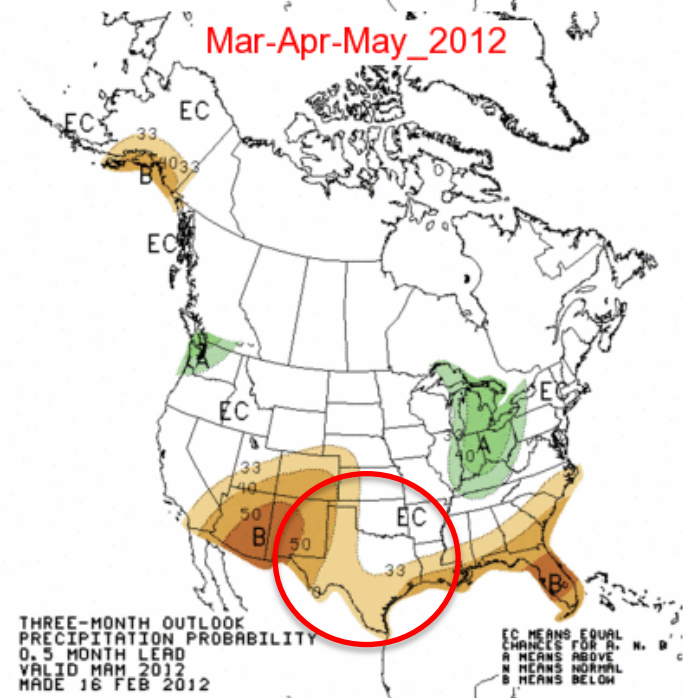 Mar-Apr-May_2012
EC
EC
33
40
33
B
EC
A
EC
EC
33
40
A
33
40
50
B
50
EC
33
B
THREE-MONTH OUTLOOK
PRECIPITATION PROBABILITY
0.5 MONTH LEAD
VALID MAM 2012
MADE 16 FEB 2012
EC MEANS EQUAL
CHANCES FOR A, N, B
A MEANS ABOVE
N MEANS NORMAL
B MEANS BELOW